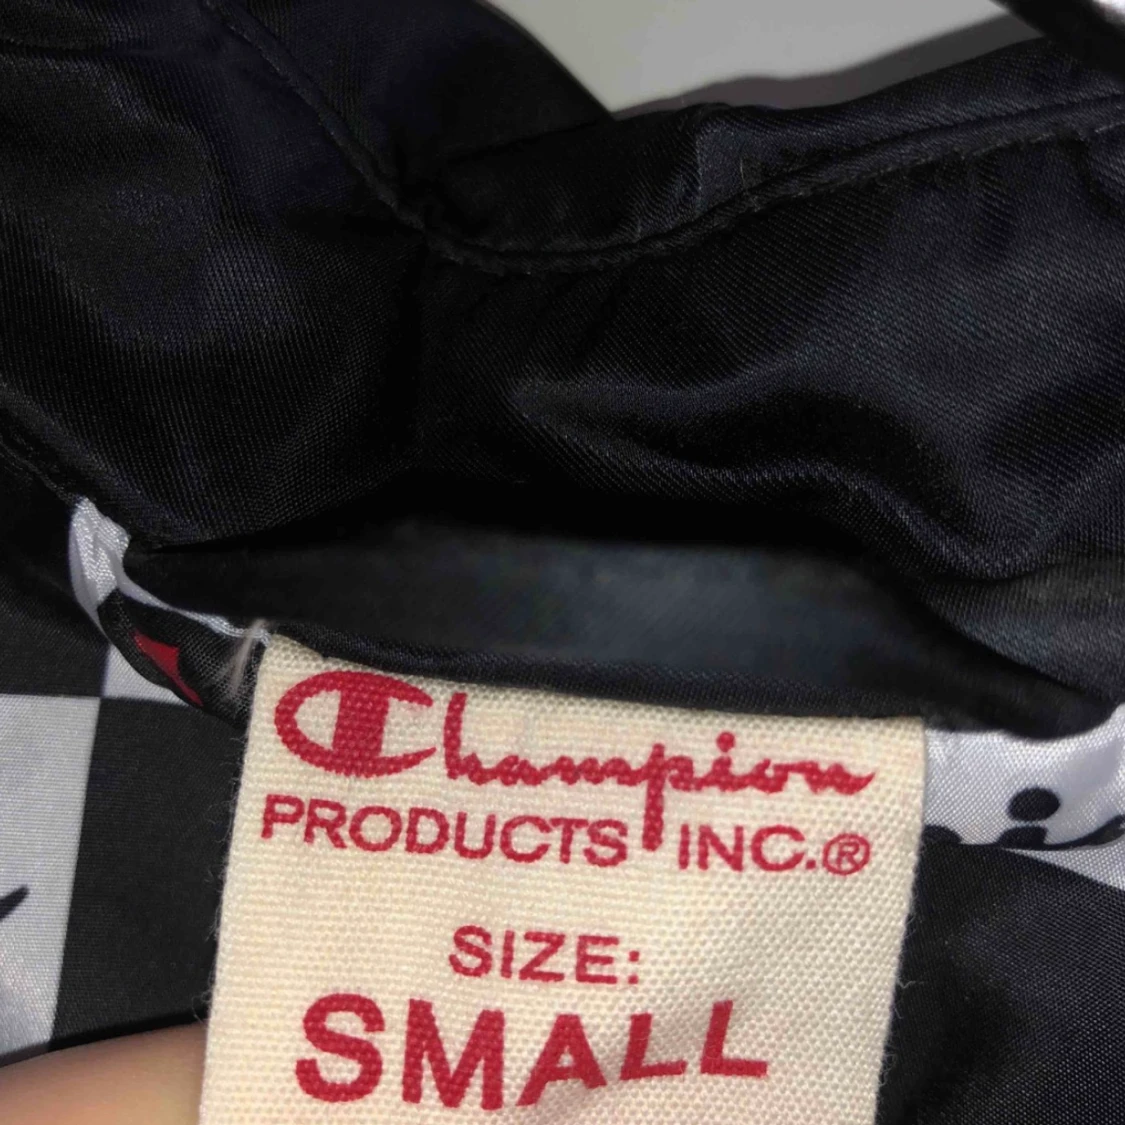 Champion
PRODUCTS INC.®
SIZE:
SMALL